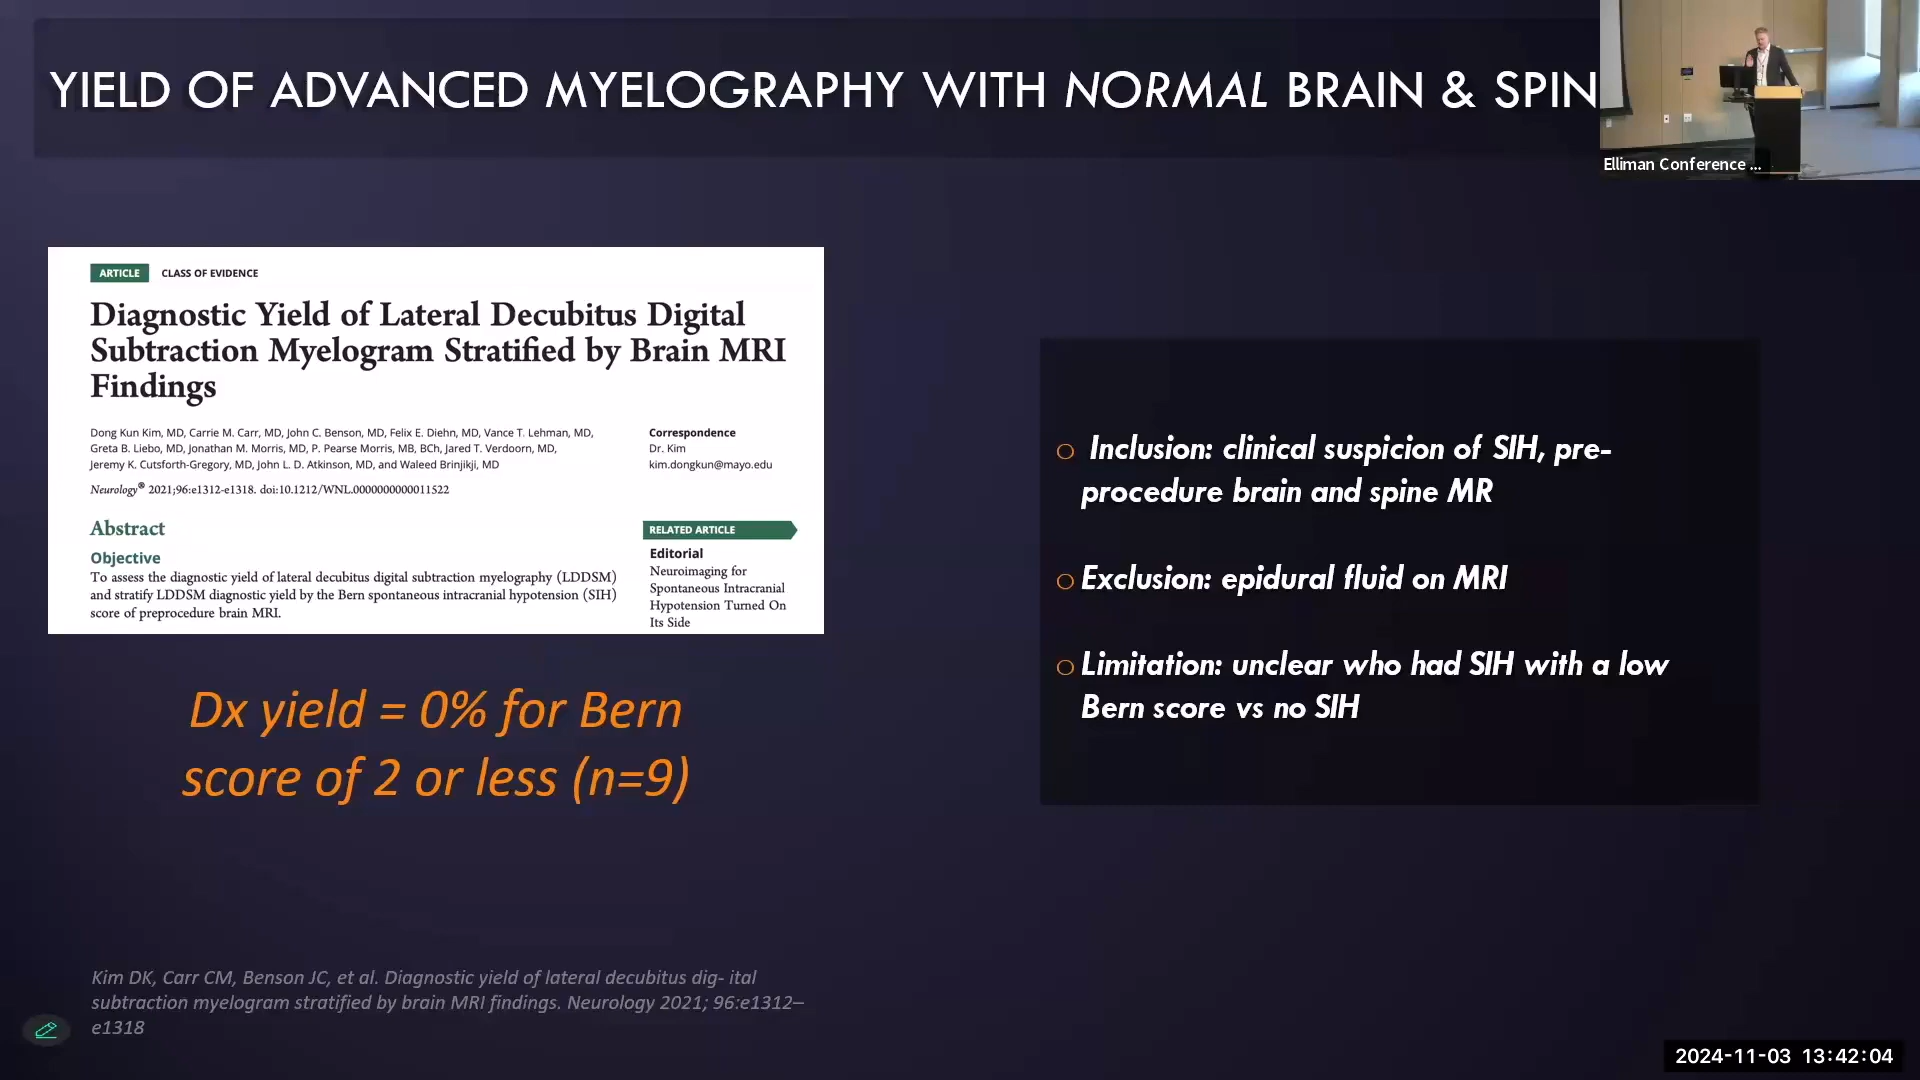 YIELD OF ADVANCED MYELOGRAPHY WITH NORMAL BRAIN & SPIN
Elliman Conference ...
ARTICLE CLASS OF EVIDENCE
Diagnostic Yield of Lateral Decubitus Digital
Subtraction Myelogram Stratified by Brain MRI
Findings
Dong Kun Kim, MD, Carrie M. Carr, MD, John C. Benson, MD, Felix E. Diehn, MD, Vance T. Lehman, MD,
Greta B. Liebo, MD, Jonathan M. Morris, MD, P. Pearse Morris, MB, BCh, Jared T. Verdoorn, MD,
Jeremy K. Cutsforth-Gregory, MD, John L. D. Atkinson, MD, and Waleed Brinjikji, MD
Correspondence
Dr. Kim
kim.dongkun@mayo.edu
Neurology® 2021;96:e1312-e1318. doi:10.1212/WNL.0000000000011522
Abstract
Objective
To assess the diagnostic yield of lateral decubitus digital subtraction myelography (LDDSM)
and stratify LDDSM diagnostic yield by the Bern spontaneous intracranial hypotension (SIH)
score of preprocedure brain MRI.
RELATED ARTICLE
Editorial
Neuroimaging for
Spontaneous Intracranial
Hypotension Turned On
Its Side
Dx yield = 0% for Bern
score of 2 or less (n=9)
Inclusion: clinical suspicion of SIH, pre-
procedure brain and spine MR
Exclusion: epidural fluid on MRI
Limitation: unclear who had SIH with a low
Bern score vs no SIH
Kim DK, Carr CM, Benson JC, et al. Diagnostic yield of lateral decubitus dig- ital
subtraction myelogram stratified by brain MRI findings. Neurology 2021; 96:e1312–
e1318
2024-11-03 13:42:04